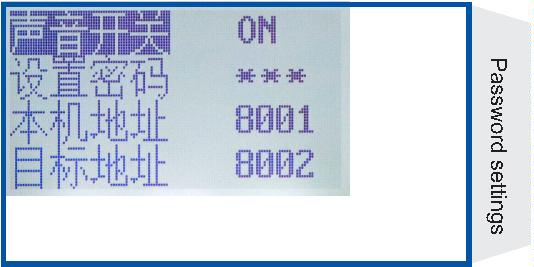 声音开关 ON
设置密码 ***
本机地址 8001
目标地址 8002
Password settings